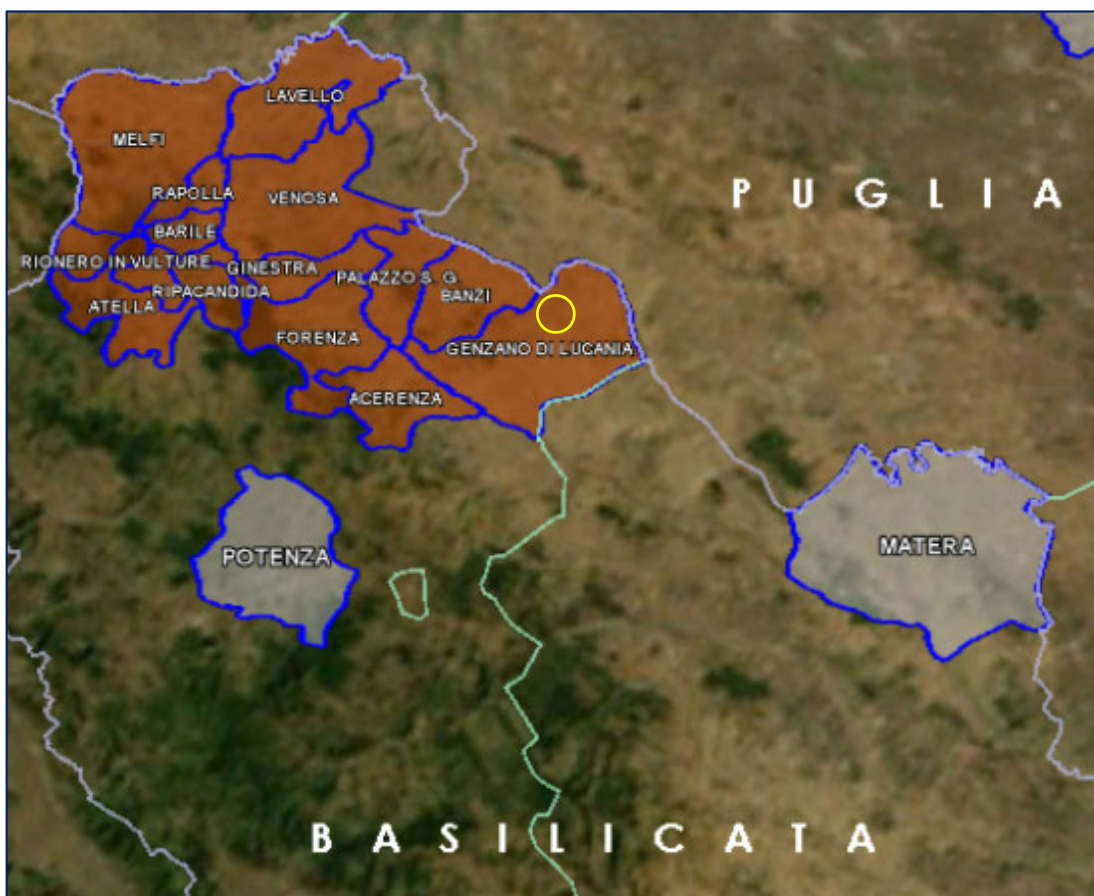 LAVELLO
MELFI
PUGLIA
RAPOLLA
VENOSA
BARILE
RIONERO IN VULTURE
GINESTRA
PALAZZO S. G.
BANZI
RIPACANDIDA
ATELLA
FORENZA
GENZANO DI LUCANIA
ACERENZA
POTENZA
MATERA
BASILICATA